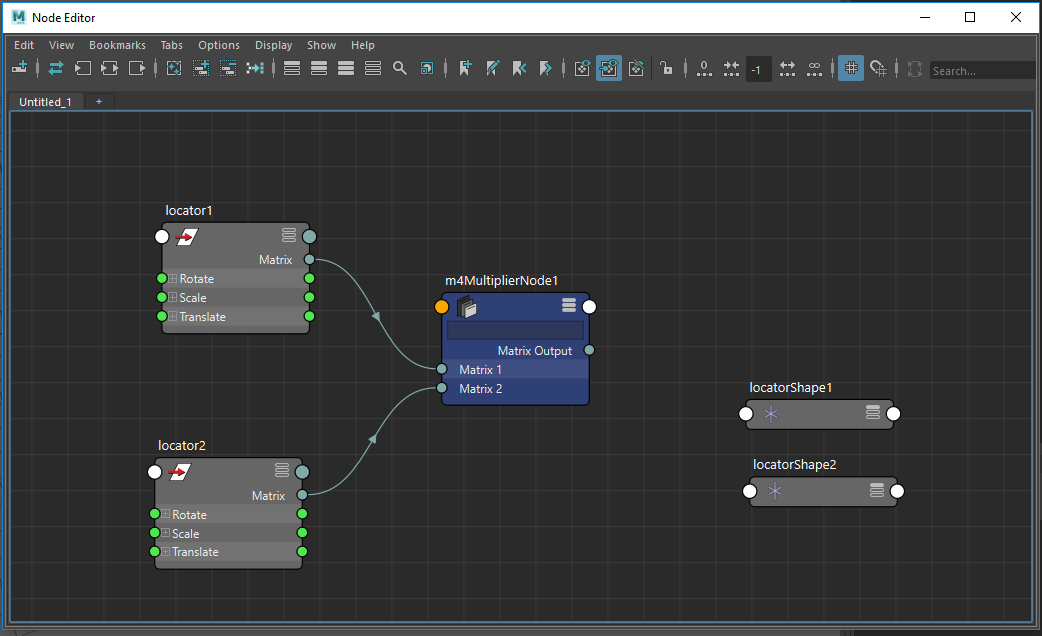 M Node Editor
Edit View Bookmarks Tabs Options Display Show Help
0 -1 ∞ Search...
Untitled_1 +
locator1
Matrix
Rotate
Scale
Translate
m4MultiplierNode1
Matrix Output
Matrix 1
Matrix 2
locatorShape1
locator2
locatorShape2
Matrix
Rotate
Scale
Translate